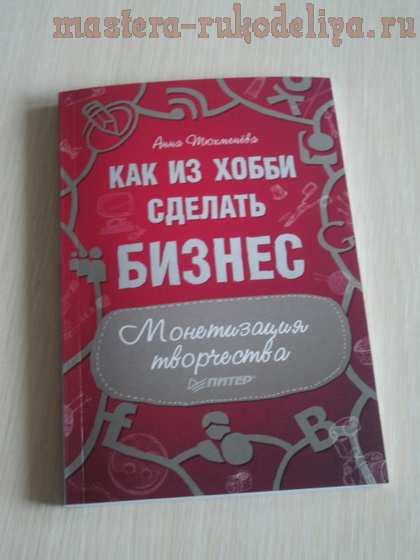 mastera-rukodeliya.ru
Анна Тюхменёва
КАК ИЗ ХОББИ
СДЕЛАТЬ
БИЗНЕС
Монетизация
творчества
ПИТЕР